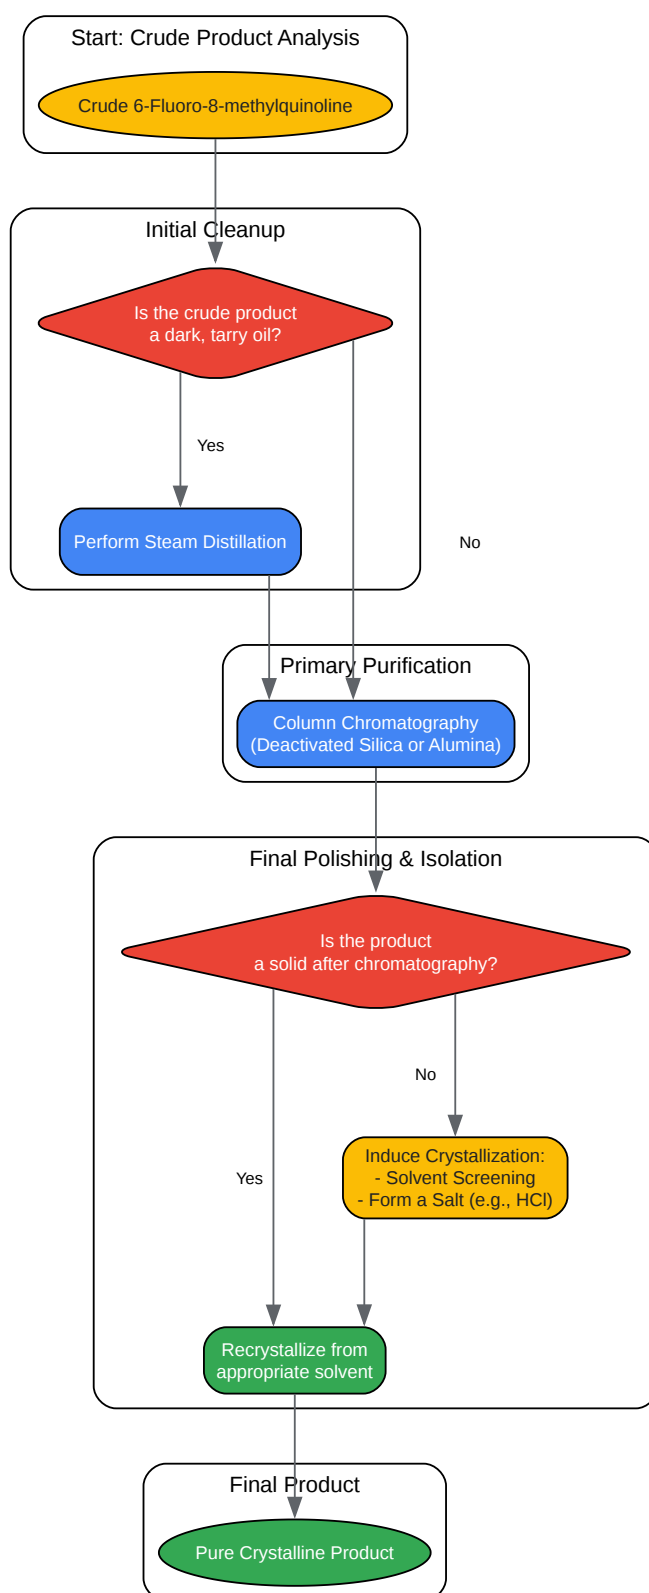 Start: Crude Product Analysis
Crude 6-Fluoro-8-methylquinoline
Initial Cleanup
Is the crude product
a dark, tarry oil?
Yes
Perform Steam Distillation
No
Primary Purification
Column Chromatography
(Deactivated Silica or Alumina)
Final Polishing & Isolation
Is the product
a solid after chromatography?
No
Induce Crystallization:
- Solvent Screening
- Form a Salt (e.g., HCl)
Yes
Recrystallize from
appropriate solvent
Final Product
Pure Crystalline Product